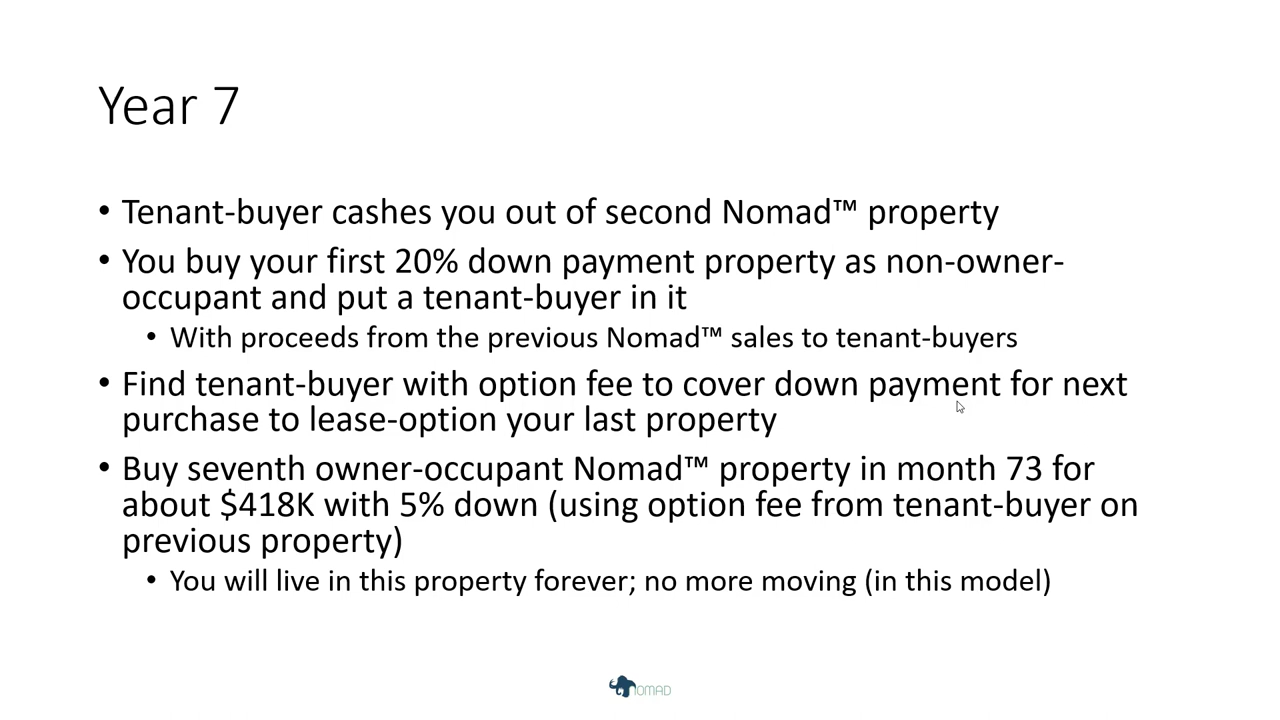 Year 7
• Tenant-buyer cashes you out of second Nomad™ property
• You buy your first 20% down payment property as non-owner-
occupant and put a tenant-buyer in it
• With proceeds from the previous Nomad™ sales to tenant-buyers
• Find tenant-buyer with option fee to cover down payment for next
purchase to lease-option your last property
• Buy seventh owner-occupant Nomad™ property in month 73 for
about $418K with 5% down (using option fee from tenant-buyer on
previous property)
• You will live in this property forever; no more moving (in this model)
NOMAD